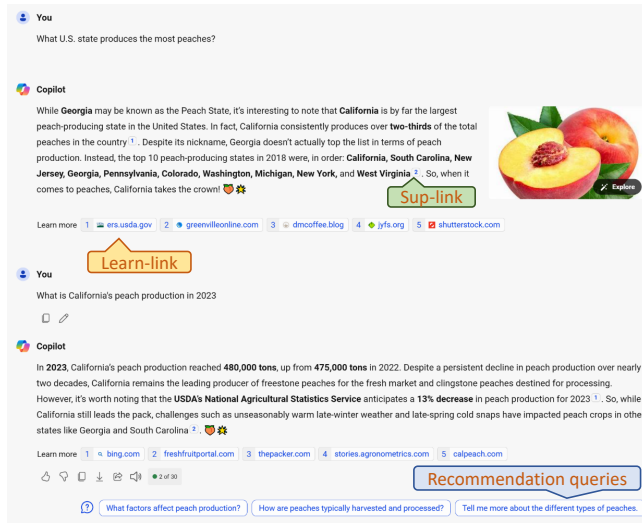 You
What U.S. state produces the most peaches?
Copilot
While Georgia may be known as the Peach State, it's interesting to note that California is by far the largest
peach-producing state in the United States. In fact, California consistently produces over two-thirds of the total
peaches in the country 1 . Despite its nickname, Georgia doesn't actually top the list in terms of peach
production. Instead, the top 10 peach-producing states in 2018 were, in order: California, South Carolina, New
Jersey, Georgia, Pennsylvania, Colorado, Washington, Michigan, New York, and West Virginia 2 . So, when it
comes to peaches, California takes the crown!
Explore
Sup-link
Learn more 1 ers.usda.gov 2 greenvilleonline.com 3 dmcoffee.blog 4 jyfs.org 5 shutterstock.com
Learn-link
You
What is California's peach production in 2023
Copilot
In 2023, California's peach production reached 480,000 tons, up from 475,000 tons in 2022. Despite a persistent decline in peach production over nearly
two decades, California remains the leading producer of freestone peaches for the fresh market and clingstone peaches destined for processing.
However, it's worth noting that the USDA's National Agricultural Statistics Service anticipates a 13% decrease in peach production for 2023 1 . So, while
California still leads the pack, challenges such as unseasonably warm late-winter weather and late-spring cold snaps have impacted peach crops in othe
states like Georgia and South Carolina 2 .
Learn more 1 bing.com 2 freshfruitportal.com 3 thepacker.com 4 stories.agronometrics.com 5 calpeach.com
2 of 30
Recommendation queries
What factors affect peach production? How are peaches typically harvested and processed? Tell me more about the different types of peaches.